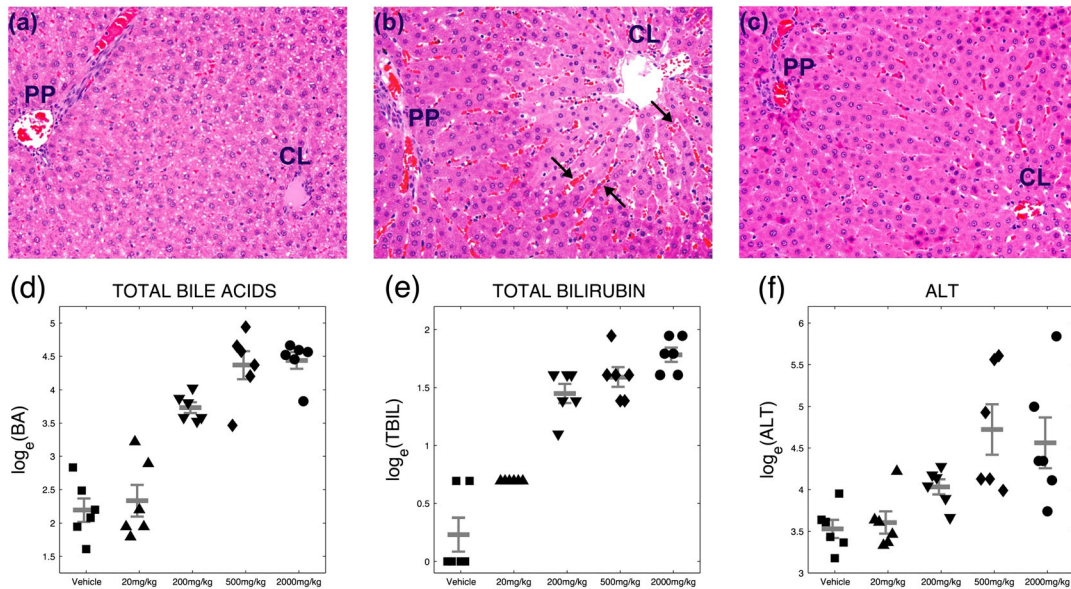 (a)
PP
CL
(b)
CL
PP
(c)
PP
CL
(d)
TOTAL BILE ACIDS
log_e(BA)
5
4.5
4
3.5
3
2.5
2
1.5
Vehicle 20mg/kg 200mg/kg 500mg/kg 2000mg/kg
(e)
TOTAL BILIRUBIN
log_e(TBIL)
2
1.5
1
0.5
0
Vehicle 20mg/kg 200mg/kg 500mg/kg 2000mg/kg
(f)
ALT
log_e(ALT)
6
5.5
5
4.5
4
3.5
3
Vehicle 20mg/kg 200mg/kg 500mg/kg 2000mg/kg